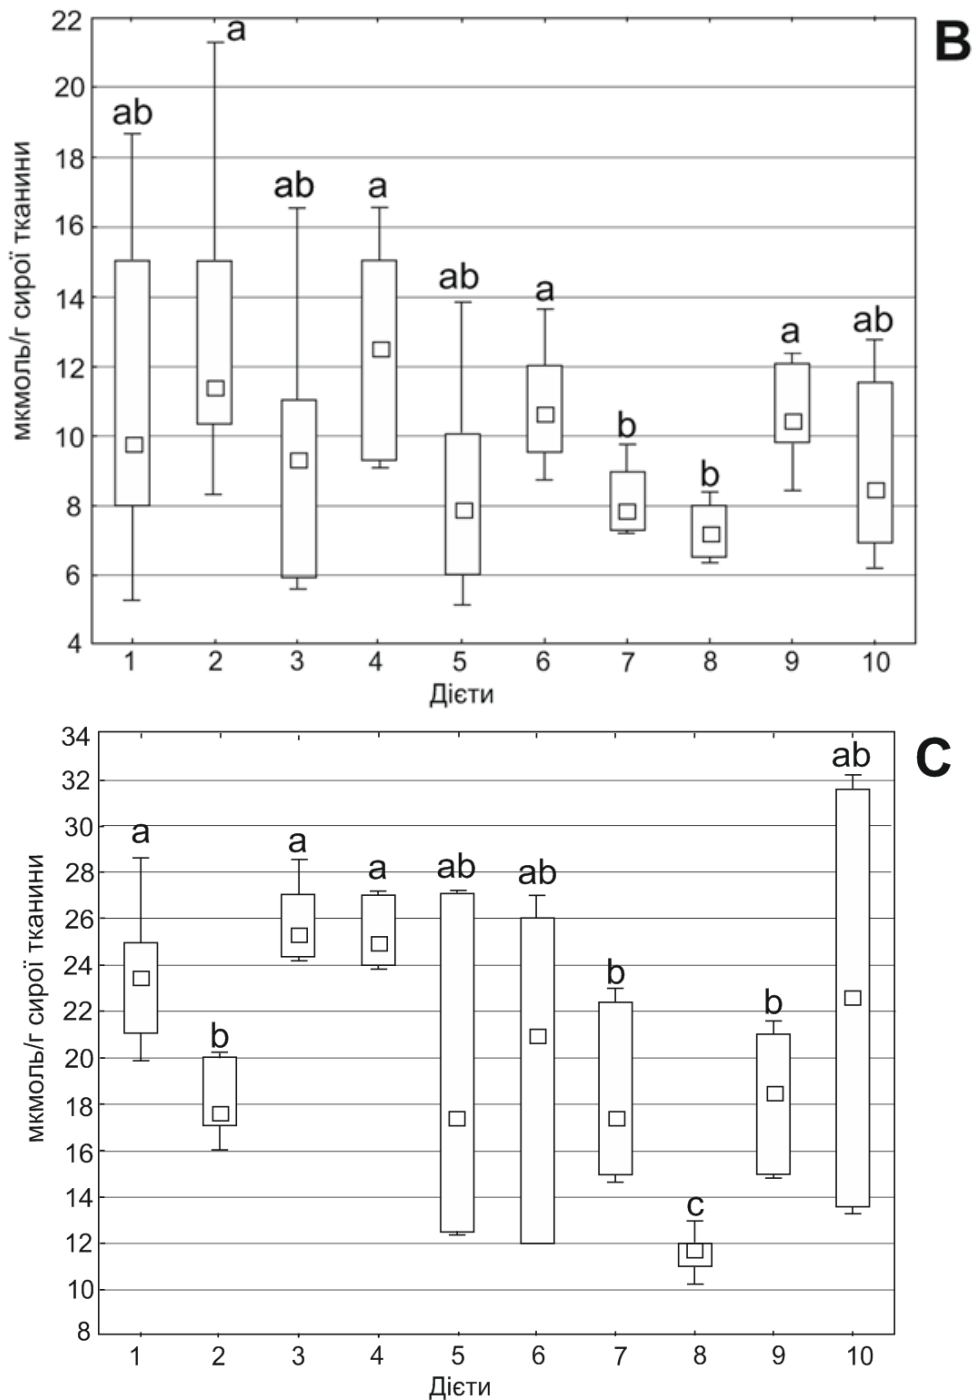 B
мкмоль/г сирої тканини
22
20
18
16
14
12
10
8
6
4
ab
a
ab
a
ab
a
b
b
a
ab
1 2 3 4 5 6 7 8 9 10
Дієти
C
мкмоль/г сирої тканини
34
32
30
28
26
24
22
20
18
16
14
12
10
8
a
b
a
a
ab
ab
b
c
b
ab
1 2 3 4 5 6 7 8 9 10
Дієти